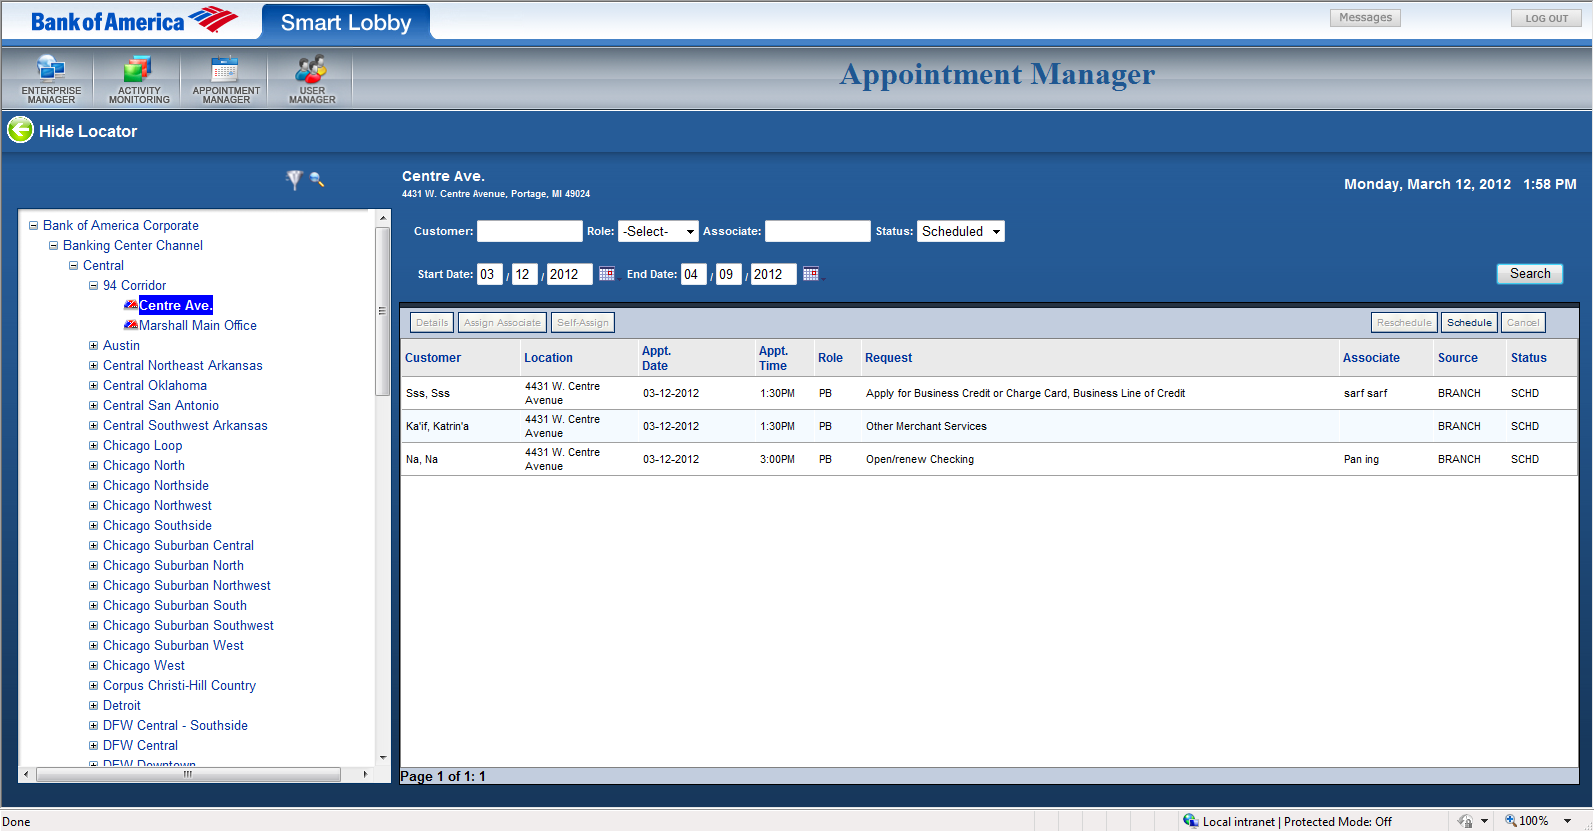 Bank of America
Smart Lobby
Messages
LOG OUT
ENTERPRISE
MANAGER
ACTIVITY
MONITORING
APPOINTMENT
MANAGER
USER
MANAGER
Appointment Manager
Hide Locator
Centre Ave.
4431 W. Centre Avenue, Portage, MI 49024
Monday, March 12, 2012 1:58 PM
Bank of America Corporate
Banking Center Channel
Central
94 Corridor
Centre Ave.
Marshall Main Office
Austin
Central Northeast Arkansas
Central Oklahoma
Central San Antonio
Central Southwest Arkansas
Chicago Loop
Chicago North
Chicago Northside
Chicago Northwest
Chicago Southside
Chicago Suburban Central
Chicago Suburban North
Chicago Suburban Northwest
Chicago Suburban South
Chicago Suburban Southwest
Chicago Suburban West
Chicago West
Corpus Christi-Hill Country
Detroit
DFW Central - Southside
DFW Central
DFW Downtown
Customer: Role: -Select- Associate: Status: Scheduled
Start Date: 03 / 12 / 2012 End Date: 04 / 09 / 2012
Search
Details Assign Associate Self-Assign Reschedule Schedule Cancel
Customer Location Appt. Date Appt. Time Role Request Associate Source Status
Sss, Sss 4431 W. Centre Avenue 03-12-2012 1:30PM PB Apply for Business Credit or Charge Card, Business Line of Credit sarf sarf BRANCH SCHD
Ka'if, Katrin'a 4431 W. Centre Avenue 03-12-2012 1:30PM PB Other Merchant Services BRANCH SCHD
Na, Na 4431 W. Centre Avenue 03-12-2012 3:00PM PB Open/renew Checking Pan ing BRANCH SCHD
Page 1 of 1: 1
Done
Local intranet | Protected Mode: Off
100%